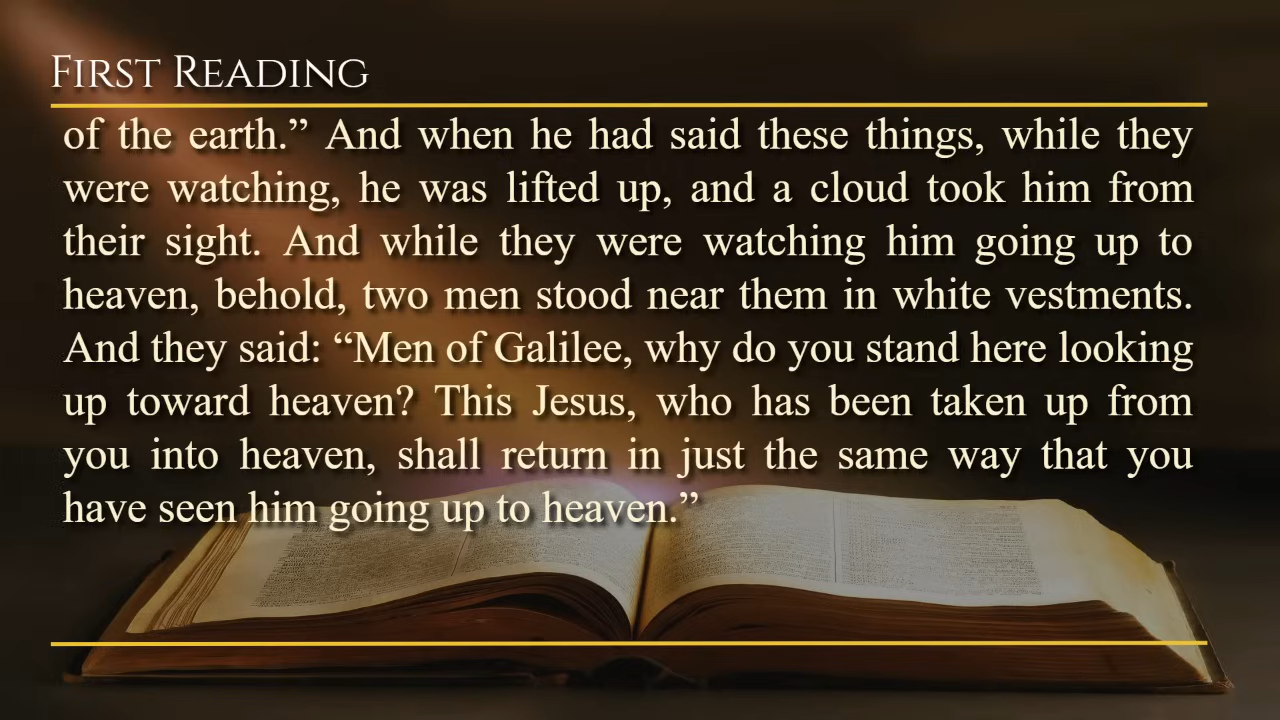 First Reading
of the earth.” And when he had said these things, while they
were watching, he was lifted up, and a cloud took him from
their sight. And while they were watching him going up to
heaven, behold, two men stood near them in white vestments.
And they said: “Men of Galilee, why do you stand here looking
up toward heaven? This Jesus, who has been taken up from
you into heaven, shall return in just the same way that you
have seen him going up to heaven.”